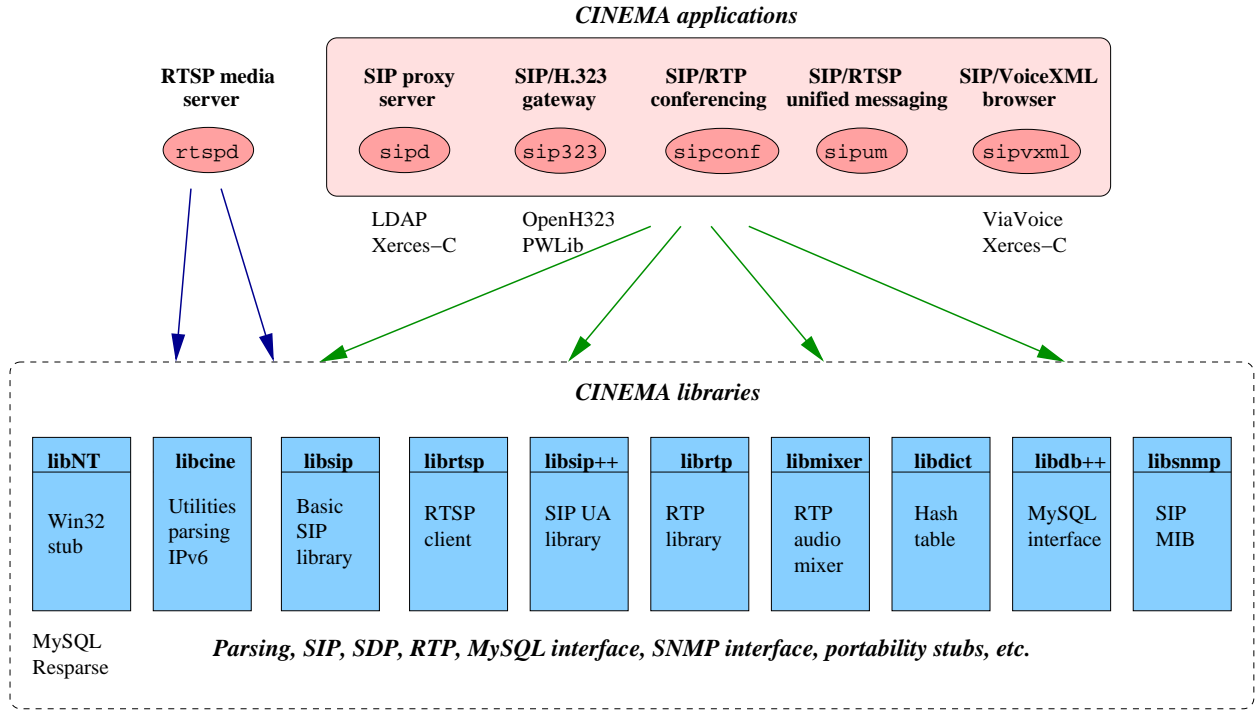 CINEMA applications
RTSP media
server
SIP proxy
server
SIP/H.323
gateway
SIP/RTP
conferencing
SIP/RTSP
unified messaging
SIP/VoiceXML
browser
rtspd
sipd
sip323
sipconf
sipum
sipvxml
LDAP
Xerces−C
OpenH323
PWLib
ViaVoice
Xerces−C
CINEMA libraries
libNT
Win32
stub
libcine
Utilities
parsing
IPv6
libsip
Basic
SIP
library
librtsp
RTSP
client
libsip++
SIP UA
library
librtp
RTP
library
libmixer
RTP
audio
mixer
libdict
Hash
table
libdb++
MySQL
interface
libsnmp
SIP
MIB
MySQL
Resparse
Parsing, SIP, SDP, RTP, MySQL interface, SNMP interface, portability stubs, etc.